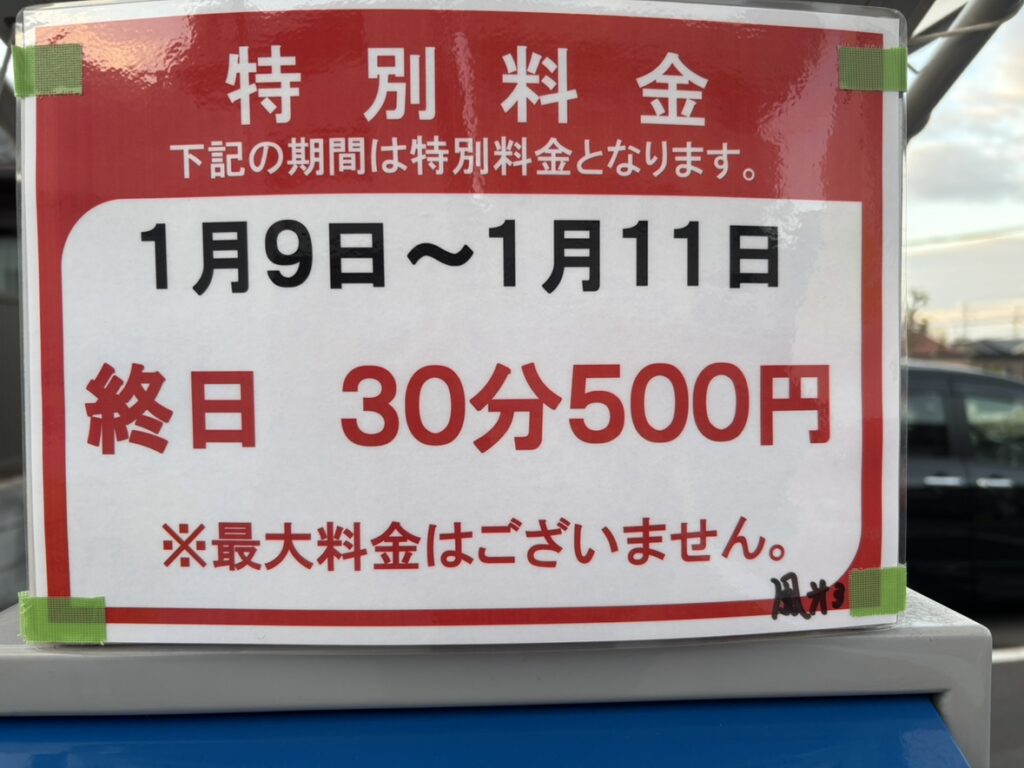 特別料金
下記の期間は特別料金となります。
1月9日～1月11日
終日 30分500円
※最大料金はございません。